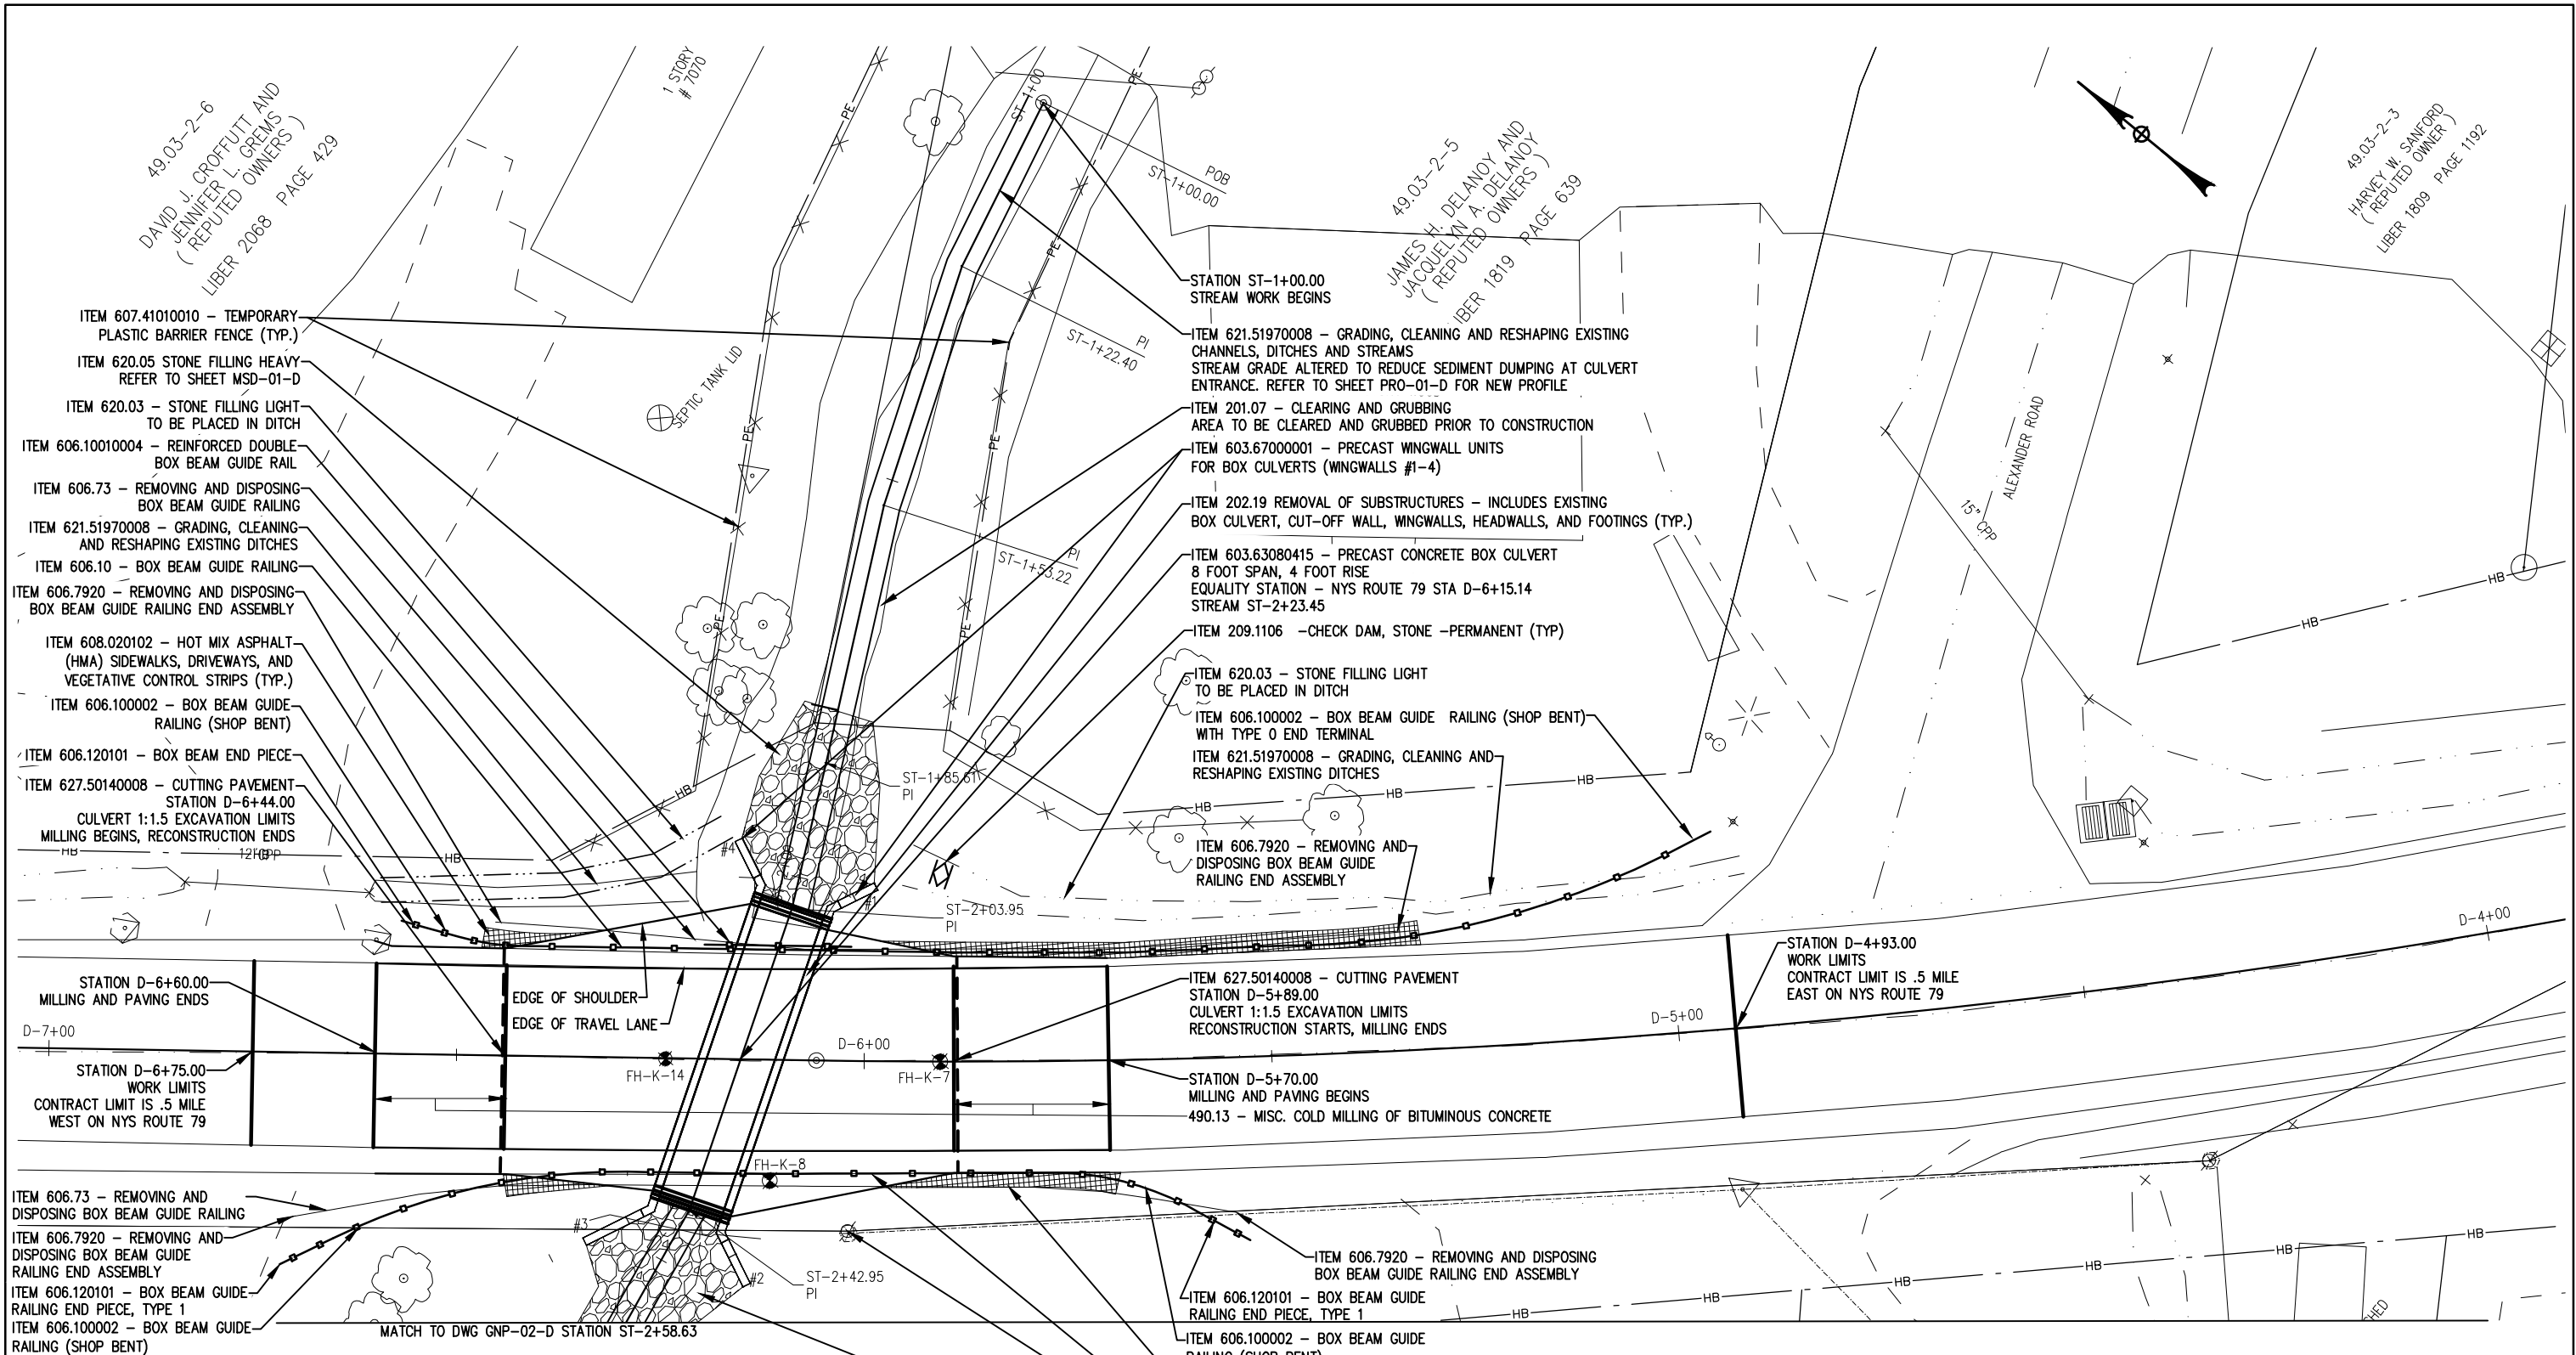 49.03-2-6
DAVID J. CROFFUTT AND
JENNIFER L. GREMS
( REPUTED OWNERS )
LIBER 2068 PAGE 429
1 STORY
# 7070
ST-1+00
PE
PE
POB
ST-1+00.00
49.03-2-5
JAMES H. DELANOY AND
JACQUELYN A. DELANOY
( REPUTED OWNERS )
LIBER 1819 PAGE 639
49.03-2-3
HARVEY W. SANFORD
( REPUTED OWNER )
LIBER 1809 PAGE 1192
ITEM 607.41010010 - TEMPORARY
PLASTIC BARRIER FENCE (TYP.)
ITEM 620.05 STONE FILLING HEAVY
REFER TO SHEET MSD-01-D
ITEM 620.03 - STONE FILLING LIGHT
TO BE PLACED IN DITCH
ITEM 606.10010004 - REINFORCED DOUBLE
BOX BEAM GUIDE RAIL
ITEM 606.73 - REMOVING AND DISPOSING
BOX BEAM GUIDE RAILING
ITEM 621.51970008 - GRADING, CLEANING
AND RESHAPING EXISTING DITCHES
ITEM 606.10 - BOX BEAM GUIDE RAILING
ITEM 606.7920 - REMOVING AND DISPOSING
BOX BEAM GUIDE RAILING END ASSEMBLY
ITEM 608.020102 - HOT MIX ASPHALT
(HMA) SIDEWALKS, DRIVEWAYS, AND
VEGETATIVE CONTROL STRIPS (TYP.)
ITEM 606.100002 - BOX BEAM GUIDE
RAILING (SHOP BENT)
ITEM 606.120101 - BOX BEAM END PIECE
ITEM 627.50140008 - CUTTING PAVEMENT
STATION D-6+44.00
CULVERT 1:1.5 EXCAVATION LIMITS
MILLING BEGINS, RECONSTRUCTION ENDS
SEPTIC TANK LID
PE
PE
PE
PE
PI
ST-1+22.40
PI
ST-1+53.22
ST-1+85.61
PI
STATION ST-1+00.00
STREAM WORK BEGINS
ITEM 621.51970008 - GRADING, CLEANING AND RESHAPING EXISTING
CHANNELS, DITCHES AND STREAMS
STREAM GRADE ALTERED TO REDUCE SEDIMENT DUMPING AT CULVERT
ENTRANCE. REFER TO SHEET PRO-01-D FOR NEW PROFILE
ITEM 201.07 - CLEARING AND GRUBBING
AREA TO BE CLEARED AND GRUBBED PRIOR TO CONSTRUCTION
ITEM 603.67000001 - PRECAST WINGWALL UNITS
FOR BOX CULVERTS (WINGWALLS #1-4)
ITEM 202.19 REMOVAL OF SUBSTRUCTURES - INCLUDES EXISTING
BOX CULVERT, CUT-OFF WALL, WINGWALLS, HEADWALLS, AND FOOTINGS (TYP.)
ITEM 603.63080415 - PRECAST CONCRETE BOX CULVERT
8 FOOT SPAN, 4 FOOT RISE
EQUALITY STATION - NYS ROUTE 79 STA D-6+15.14
STREAM ST-2+23.45
ITEM 209.1106 -CHECK DAM, STONE -PERMANENT (TYP)
ITEM 620.03 - STONE FILLING LIGHT
TO BE PLACED IN DITCH
ITEM 606.100002 - BOX BEAM GUIDE RAILING (SHOP BENT)
WITH TYPE 0 END TERMINAL
ITEM 621.51970008 - GRADING, CLEANING AND
RESHAPING EXISTING DITCHES
ITEM 606.7920 - REMOVING AND
DISPOSING BOX BEAM GUIDE
RAILING END ASSEMBLY
ALEXANDER ROAD
15" CPP
HB
HB
HB
HB
HB
HB
HB
HB
#4
#1
ST-2+03.95
PI
STATION D-6+60.00
MILLING AND PAVING ENDS
D-7+00
STATION D-6+75.00
WORK LIMITS
CONTRACT LIMIT IS .5 MILE
WEST ON NYS ROUTE 79
EDGE OF SHOULDER
EDGE OF TRAVEL LANE
FH-K-14
D-6+00
FH-K-7
ITEM 627.50140008 - CUTTING PAVEMENT
STATION D-5+89.00
CULVERT 1:1.5 EXCAVATION LIMITS
RECONSTRUCTION STARTS, MILLING ENDS
STATION D-5+70.00
MILLING AND PAVING BEGINS
490.13 - MISC. COLD MILLING OF BITUMINOUS CONCRETE
D-5+00
STATION D-4+93.00
WORK LIMITS
CONTRACT LIMIT IS .5 MILE
EAST ON NYS ROUTE 79
D-4+00
FH-K-8
#3
#2
ST-2+42.95
PI
ITEM 606.73 - REMOVING AND
DISPOSING BOX BEAM GUIDE RAILING
ITEM 606.7920 - REMOVING AND
DISPOSING BOX BEAM GUIDE
RAILING END ASSEMBLY
ITEM 606.120101 - BOX BEAM GUIDE
RAILING END PIECE, TYPE 1
ITEM 606.100002 - BOX BEAM GUIDE
RAILING (SHOP BENT)
MATCH TO DWG GNP-02-D STATION ST-2+58.63
ITEM 606.7920 - REMOVING AND DISPOSING
BOX BEAM GUIDE RAILING END ASSEMBLY
ITEM 606.120101 - BOX BEAM GUIDE
RAILING END PIECE, TYPE 1
ITEM 606.100002 - BOX BEAM GUIDE
RAILING (SHOP BENT)
HB
HB
HB
HB
HB
HB